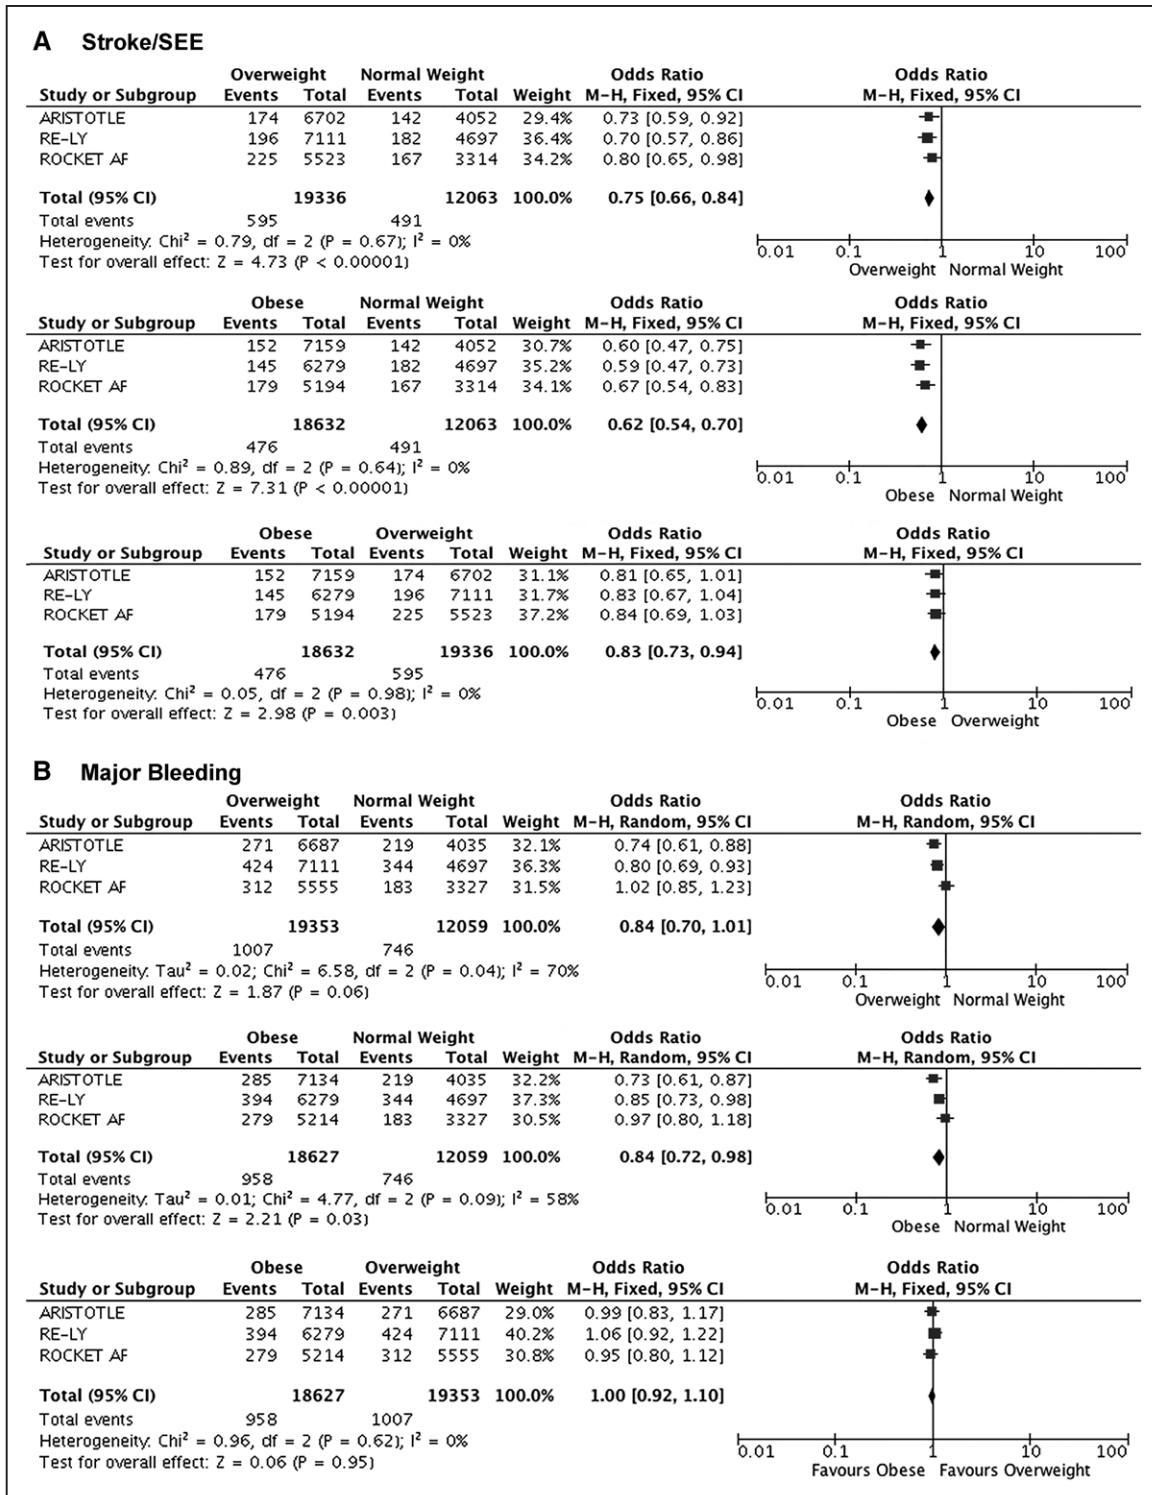 A Stroke/SEE
Overweight Normal Weight Odds Ratio Odds Ratio
Study or Subgroup Events Total Events Total Weight M-H, Fixed, 95% CI M-H, Fixed, 95% CI
ARISTOTLE 174 6702 142 4052 29.4% 0.73 [0.59, 0.92]
RE-LY 196 7111 182 4697 36.4% 0.70 [0.57, 0.86]
ROCKET AF 225 5523 167 3314 34.2% 0.80 [0.65, 0.98]
Total (95% CI) 19336 12063 100.0% 0.75 [0.66, 0.84]
Total events 595 491
Heterogeneity: Chi² = 0.79, df = 2 (P = 0.67); I² = 0%
Test for overall effect: Z = 4.73 (P < 0.00001)
0.01 0.1 1 10 100
Overweight Normal Weight
Obese Normal Weight Odds Ratio Odds Ratio
Study or Subgroup Events Total Events Total Weight M-H, Fixed, 95% CI M-H, Fixed, 95% CI
ARISTOTLE 152 7159 142 4052 30.7% 0.60 [0.47, 0.75]
RE-LY 145 6279 182 4697 35.2% 0.59 [0.47, 0.73]
ROCKET AF 179 5194 167 3314 34.1% 0.67 [0.54, 0.83]
Total (95% CI) 18632 12063 100.0% 0.62 [0.54, 0.70]
Total events 476 491
Heterogeneity: Chi² = 0.89, df = 2 (P = 0.64); I² = 0%
Test for overall effect: Z = 7.31 (P < 0.00001)
0.01 0.1 1 10 100
Obese Normal Weight
Obese Overweight Odds Ratio Odds Ratio
Study or Subgroup Events Total Events Total Weight M-H, Fixed, 95% CI M-H, Fixed, 95% CI
ARISTOTLE 152 7159 174 6702 31.1% 0.81 [0.65, 1.01]
RE-LY 145 6279 196 7111 31.7% 0.83 [0.67, 1.04]
ROCKET AF 179 5194 225 5523 37.2% 0.84 [0.69, 1.03]
Total (95% CI) 18632 19336 100.0% 0.83 [0.73, 0.94]
Total events 476 595
Heterogeneity: Chi² = 0.05, df = 2 (P = 0.98); I² = 0%
Test for overall effect: Z = 2.98 (P = 0.003)
0.01 0.1 1 10 100
Obese Overweight
B Major Bleeding
Overweight Normal Weight Odds Ratio Odds Ratio
Study or Subgroup Events Total Events Total Weight M-H, Random, 95% CI M-H, Random, 95% CI
ARISTOTLE 271 6687 219 4035 32.1% 0.74 [0.61, 0.88]
RE-LY 424 7111 344 4697 36.3% 0.80 [0.69, 0.93]
ROCKET AF 312 5555 183 3327 31.5% 1.02 [0.85, 1.23]
Total (95% CI) 19353 12059 100.0% 0.84 [0.70, 1.01]
Total events 1007 746
Heterogeneity: Tau² = 0.02; Chi² = 6.58, df = 2 (P = 0.04); I² = 70%
Test for overall effect: Z = 1.87 (P = 0.06)
0.01 0.1 1 10 100
Overweight Normal Weight
Obese Normal Weight Odds Ratio Odds Ratio
Study or Subgroup Events Total Events Total Weight M-H, Random, 95% CI M-H, Random, 95% CI
ARISTOTLE 285 7134 219 4035 32.2% 0.73 [0.61, 0.87]
RE-LY 394 6279 344 4697 37.3% 0.85 [0.73, 0.98]
ROCKET AF 279 5214 183 3327 30.5% 0.97 [0.80, 1.18]
Total (95% CI) 18627 12059 100.0% 0.84 [0.72, 0.98]
Total events 958 746
Heterogeneity: Tau² = 0.01; Chi² = 4.77, df = 2 (P = 0.09); I² = 58%
Test for overall effect: Z = 2.21 (P = 0.03)
0.01 0.1 1 10 100
Obese Normal Weight
Obese Overweight Odds Ratio Odds Ratio
Study or Subgroup Events Total Events Total Weight M-H, Fixed, 95% CI M-H, Fixed, 95% CI
ARISTOTLE 285 7134 271 6687 29.0% 0.99 [0.83, 1.17]
RE-LY 394 6279 424 7111 40.2% 1.06 [0.92, 1.22]
ROCKET AF 279 5214 312 5555 30.8% 0.95 [0.80, 1.12]
Total (95% CI) 18627 19353 100.0% 1.00 [0.92, 1.10]
Total events 958 1007
Heterogeneity: Chi² = 0.96, df = 2 (P = 0.62); I² = 0%
Test for overall effect: Z = 0.06 (P = 0.95)
0.01 0.1 1 10 100
Favours Obese Favours Overweight